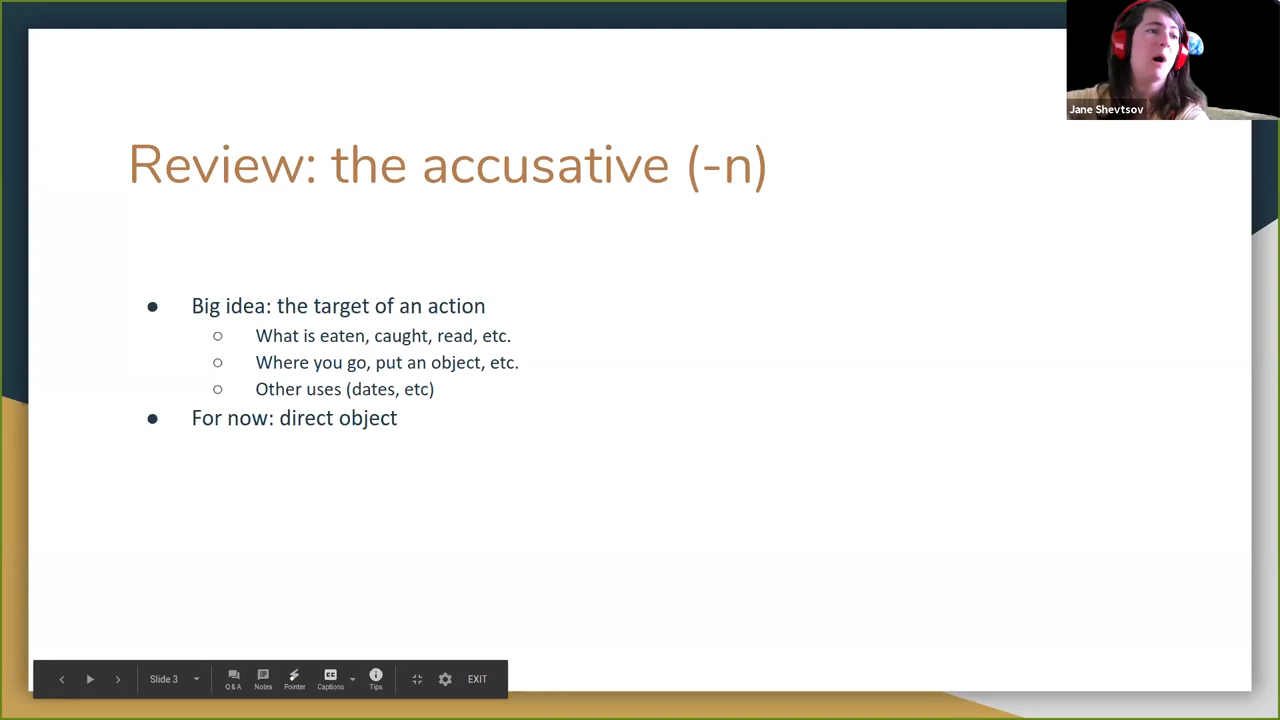 Jane Shevtsov
Review: the accusative (-n)
● Big idea: the target of an action
○ What is eaten, caught, read, etc.
○ Where you go, put an object, etc.
○ Other uses (dates, etc)
● For now: direct object
Slide 3
Q & A
Notes
Pointer
CC
Captions
Tips
EXIT